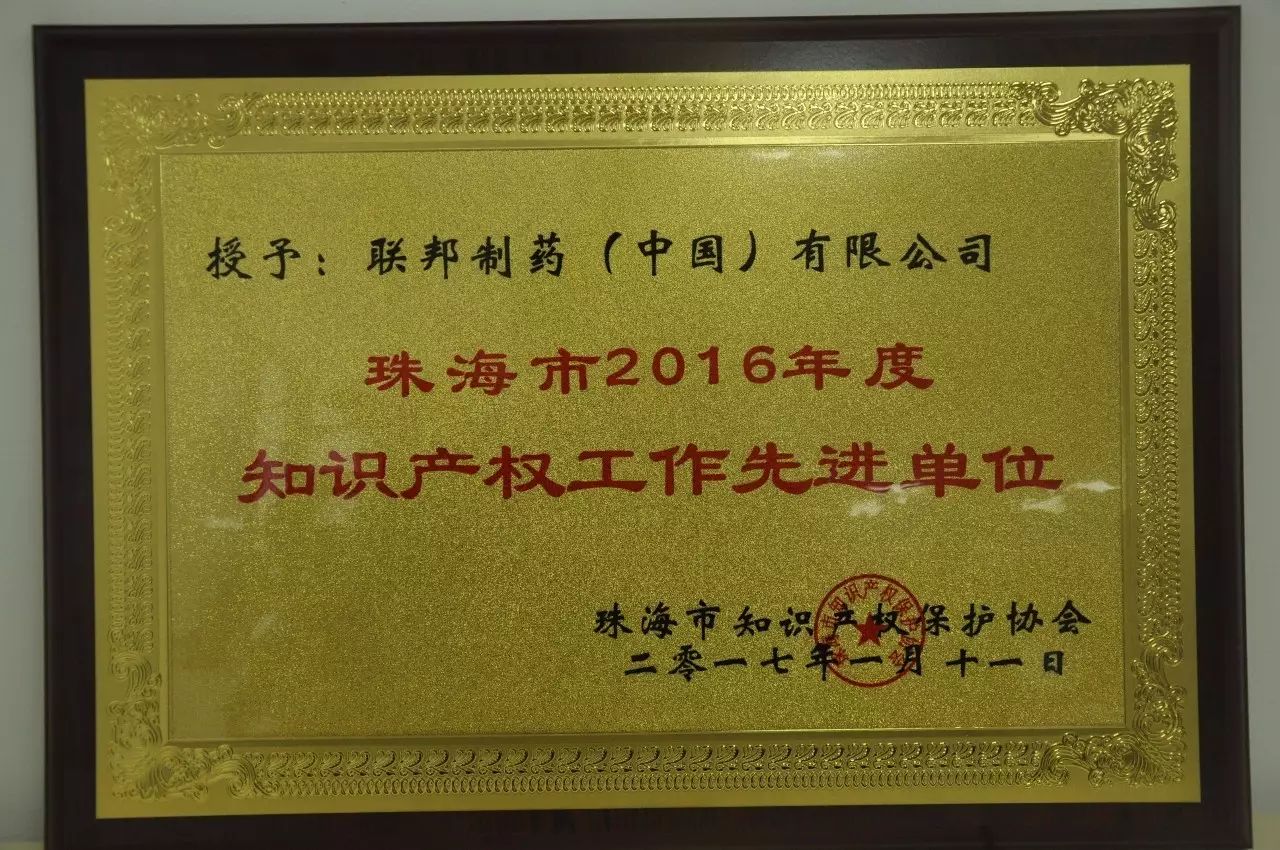 授予：联邦制药（中国）有限公司
珠海市2016年度
知识产权工作先进单位
珠海市知识产权保护协会
二零一七年一月十一日